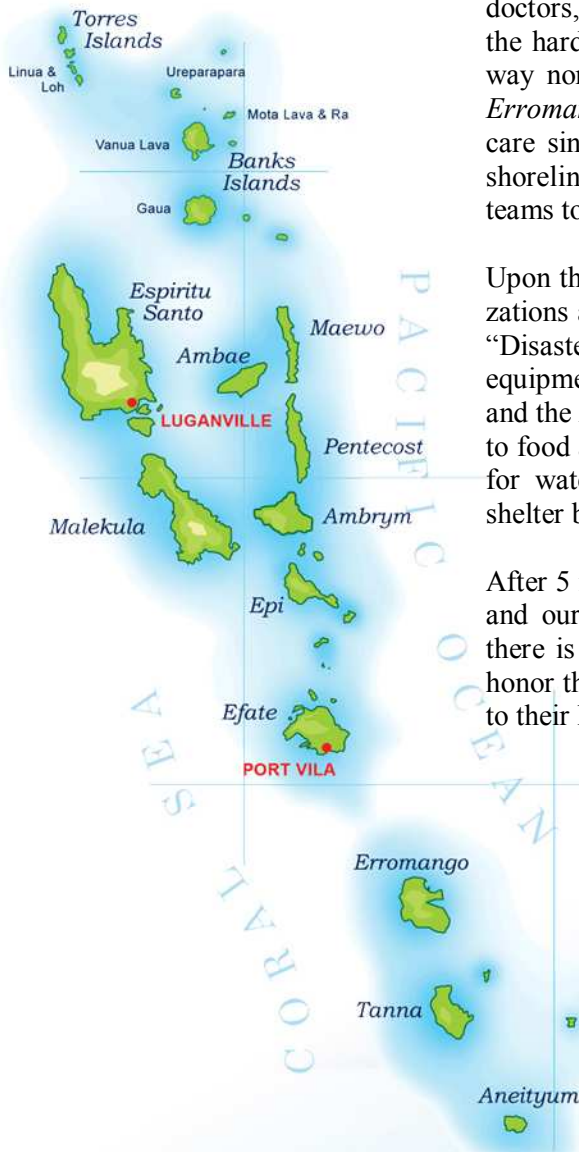 Torres
Islands
Linua &
Loh
Ureparapara
Mota Lava & Ra
Vanua Lava
Banks
Islands
Gaua
Espiritu
Santo
Maewo
Ambae
LUGANVILLE
Pentecost
Malekula
Ambrym
Epi
Efate
PORT VILA
Erromango
Tanna
Aneityum
PACIFIC OCEAN
CORAL SEA
doctors,
the hard
way nor
Erroman
care sin
shorelin
teams to
Upon th
zations a
“Disaste
equipme
and the
to food
for wate
shelter b
After 5
and our
there is
honor th
to their